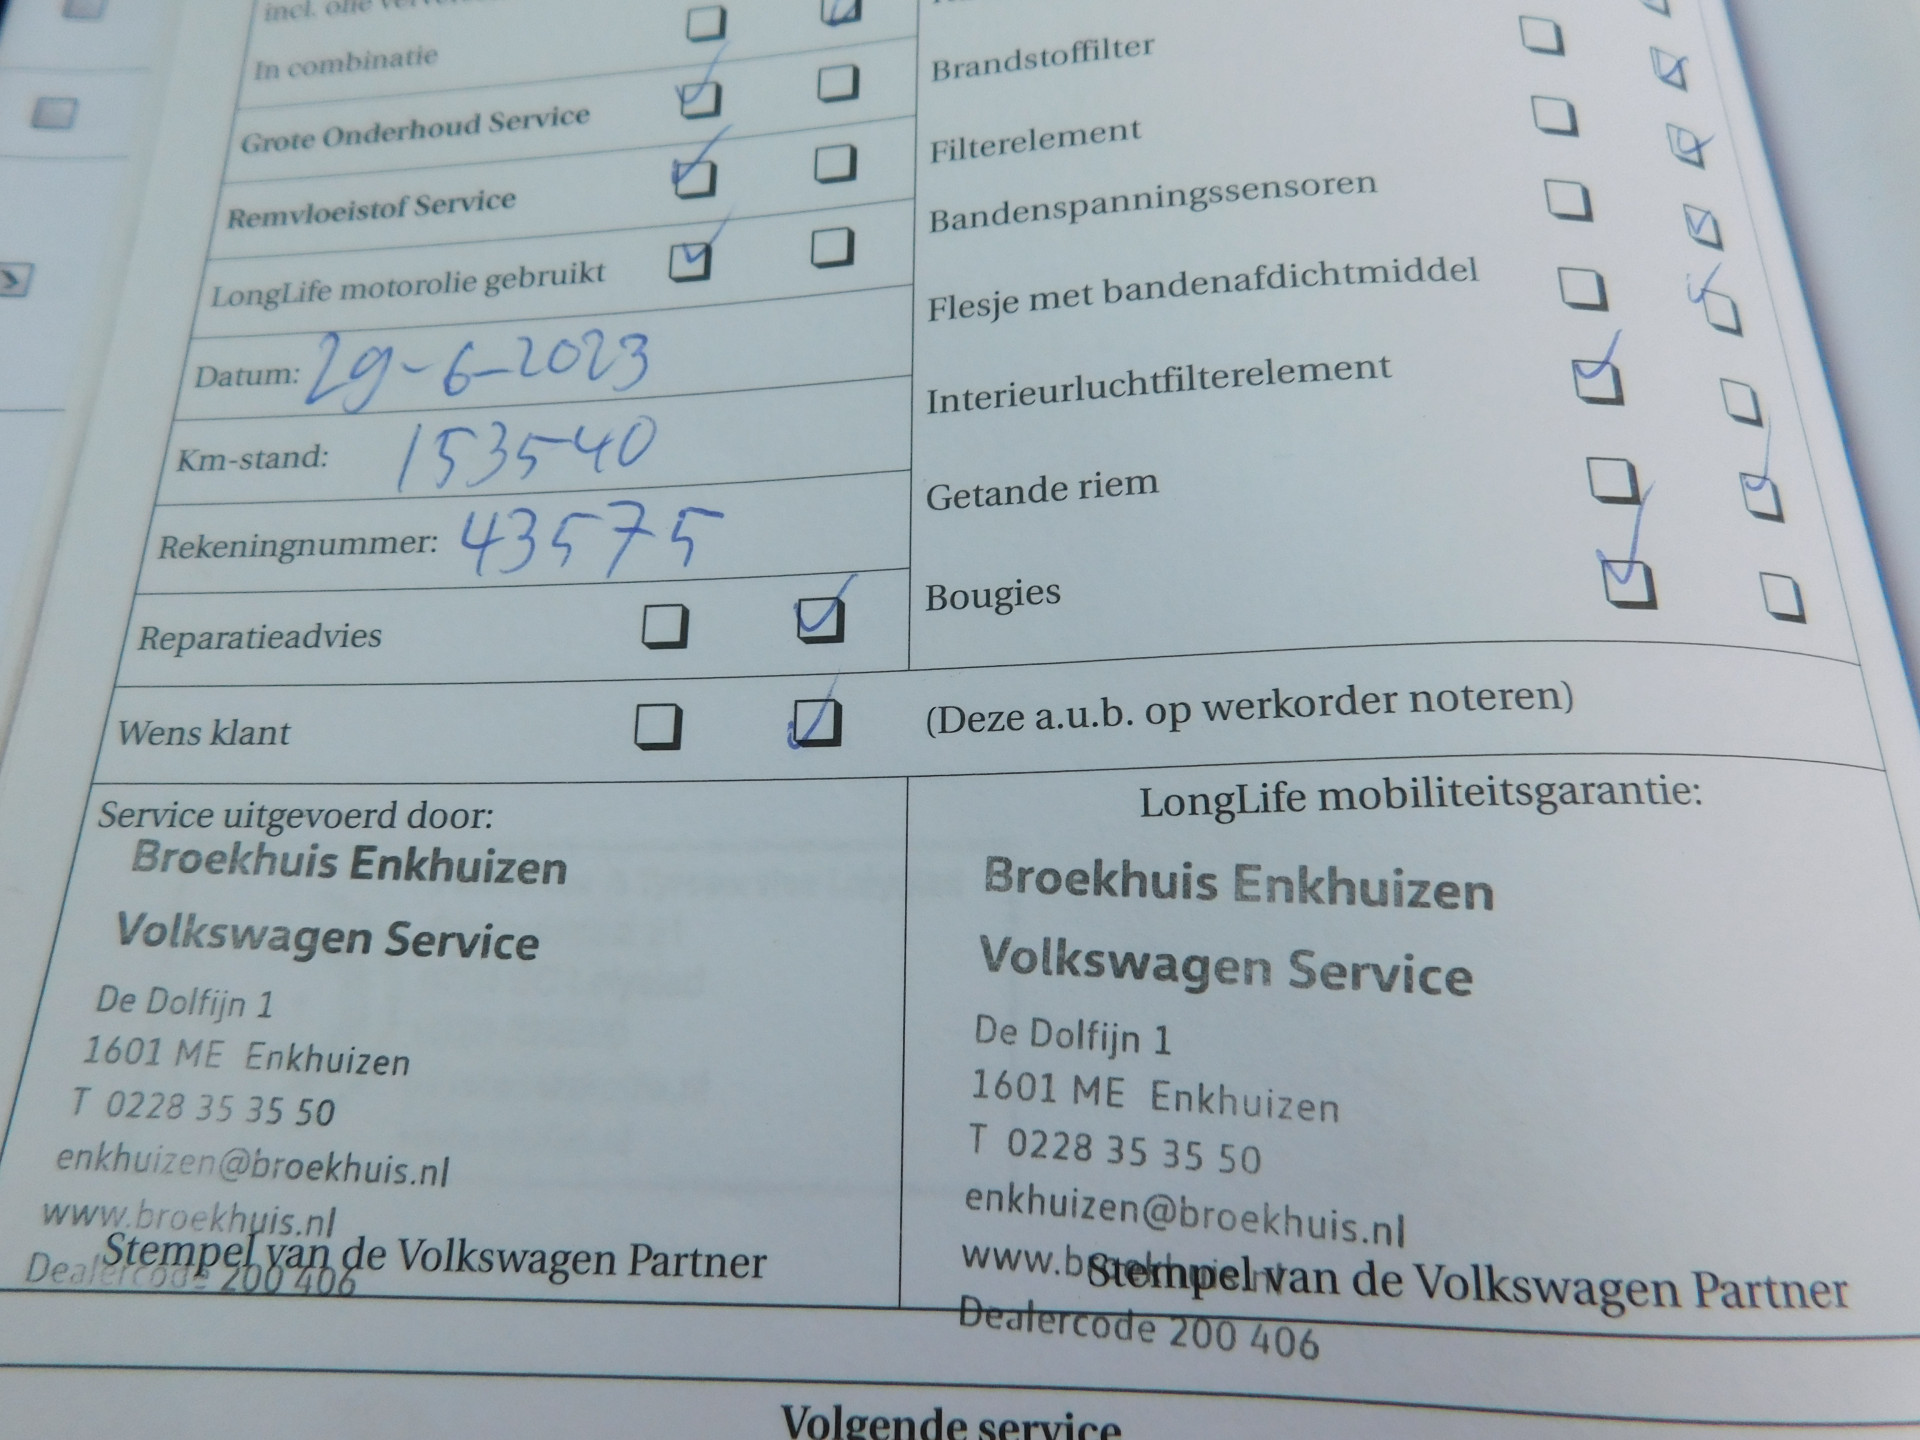 incl. olie
In combinatie
Grote Onderhoud Service
Remvloeistof Service
LongLife motorolie gebruikt
Datum: 29-6-2023
Km-stand: 153540
Rekeningnummer: 43575
Reparatieadvies
Wens klant
Brandstoffilter
Filterelement
Bandenspanningssensoren
Flesje met bandenafdichtmiddel
Interieurluchtfilterelement
Getande riem
Bougies
(Deze a.u.b. op werkorder noteren)
Service uitgevoerd door:
Broekhuis Enkhuizen
Volkswagen Service
De Dolfijn 1
1601 ME Enkhuizen
T 0228 35 35 50
enkhuizen@broekhuis.nl
www.broekhuis.nl
Stempel van de Volkswagen Partner
Dealercode 200 406
LongLife mobiliteitsgarantie:
Broekhuis Enkhuizen
Volkswagen Service
De Dolfijn 1
1601 ME Enkhuizen
T 0228 35 35 50
enkhuizen@broekhuis.nl
www.broekhuis.nl
Stempel van de Volkswagen Partner
Dealercode 200 406
Volgende service